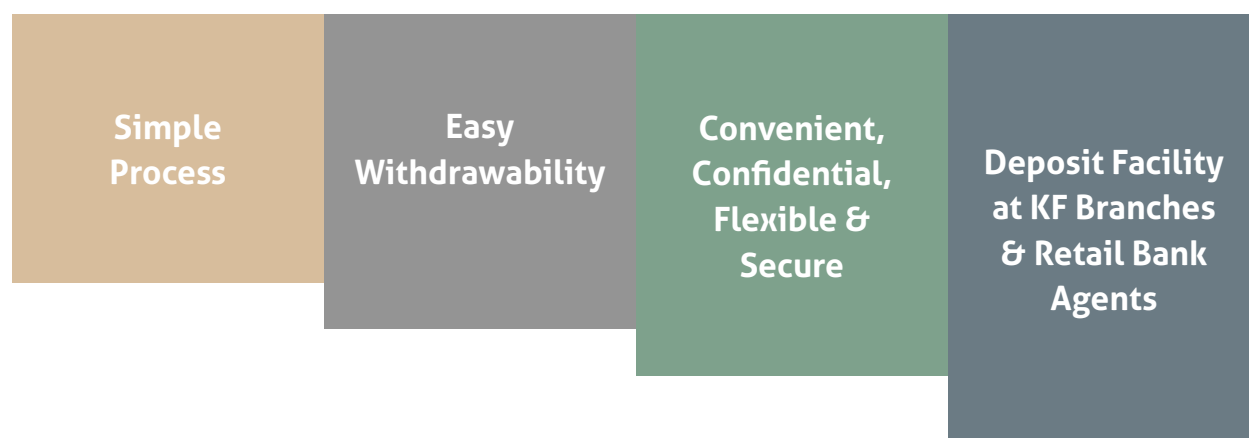 Simple
Process
Easy
Withdrawability
Convenient,
Confidential,
Flexible &
Secure
Deposit Facility
at KF Branches
& Retail Bank
Agents